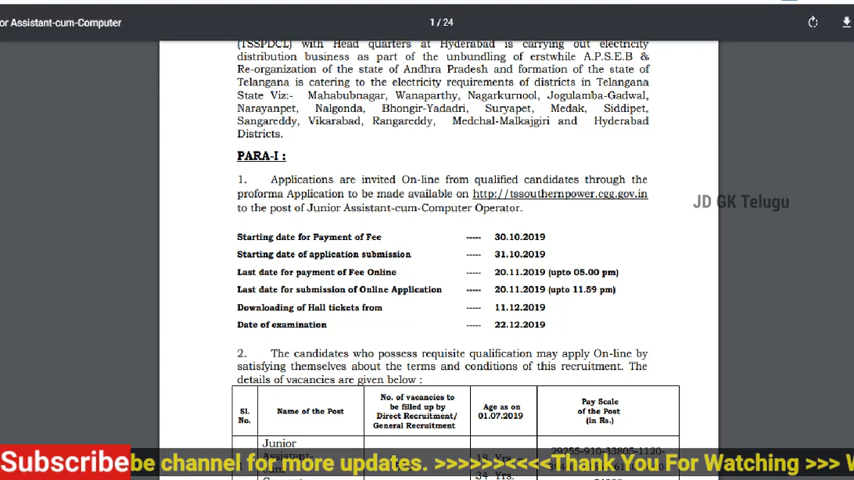 or Assistant-cum-Computer
1 / 24
(TSSPDCL) with Head quarters at Hyderabad is carrying out electricity
distribution business as part of the unbundling of erstwhile A.P.S.E.B &
Re-organization of the state of Andhra Pradesh and formation of the state of
Telangana is catering to the electricity requirements of districts in Telangana
State Viz:- Mahabubnagar, Wanaparthy, Nagarkurnool, Jogulamba-Gadwal,
Narayanpet, Nalgonda, Bhongir-Yadadri, Suryapet, Medak, Siddipet,
Sangareddy, Vikarabad, Rangareddy, Medchal-Malkajgiri and Hyderabad
Districts.
PARA-I :
1. Applications are invited On-line from qualified candidates through the
proforma Application to be made available on http://tssouthernpower.cgg.gov.in
to the post of Junior Assistant-cum-Computer Operator.
JD GK Telugu
Starting date for Payment of Fee ----- 30.10.2019
Starting date of application submission ----- 31.10.2019
Last date for payment of Fee Online ----- 20.11.2019 (upto 05.00 pm)
Last date for submission of Online Application ----- 20.11.2019 (upto 11.59 pm)
Downloading of Hall tickets from ----- 11.12.2019
Date of examination ----- 22.12.2019
2. The candidates who possess requisite qualification may apply On-line by
satisfying themselves about the terms and conditions of this recruitment. The
details of vacancies are given below :
Sl. No. Name of the Post No. of vacancies to be filled up by Direct Recruitment/ General Recruitment Age as on 01.07.2019 Pay Scale of the Post (in Rs.)
Junior
29255-910-33805-1120-
34 Yrs.
Subscribe be channel for more updates. >>>>><<<<Thank You For Watching >>>> W